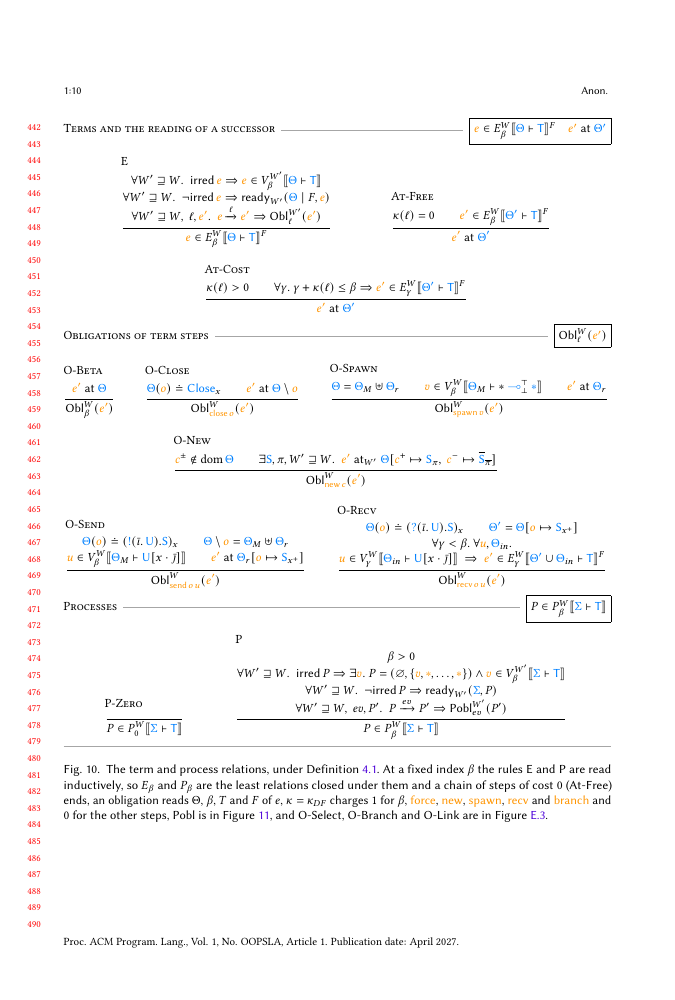 1:10 Anon.
442 Terms and the reading of a successor e ∈ E^W_β⟦Θ ⊢ T⟧^F e′ at Θ′
443
444 E
445 ∀W′ ⊒ W. irred e ⇒ e ∈ V^{W′}_β⟦Θ ⊢ T⟧
446 ∀W′ ⊒ W. ¬irred e ⇒ ready_{W′}(Θ | F, e) At-Free
447 ∀W′ ⊒ W, ℓ, e′. e →^ℓ e′ ⇒ Obl^{W′}_ℓ(e′) κ(ℓ) = 0 e′ ∈ E^W_β⟦Θ′ ⊢ T⟧^F
448
449 e ∈ E^W_β⟦Θ ⊢ T⟧^F e′ at Θ′
450
451 At-Cost
452 κ(ℓ) > 0 ∀γ. γ + κ(ℓ) ≤ β ⇒ e′ ∈ E^W_γ⟦Θ′ ⊢ T⟧^F
453 e′ at Θ′
454
455 Obligations of term steps Obl^W_ℓ(e′)
456
457 O-Beta O-Close O-Spawn
458 e′ at Θ Θ(o) ≐ Close_x e′ at Θ \ o Θ = Θ_M ⊎ Θ_r v ∈ V^W_β⟦Θ_M ⊢ ∗ ⊸^⊤_⊥ ∗⟧ e′ at Θ_r
459 Obl^W_β(e′) Obl^W_{close o}(e′) Obl^W_{spawn v}(e′)
460
461 O-New
462 c^± ∉ dom Θ ∃S, π, W′ ⊒ W. e′ at_{W′} Θ[c^+ ↦ S_π, c^− ↦ S̅_π̅]
463 Obl^W_{new c}(e′)
464
465 O-Recv
466 O-Send Θ(o) ≐ (?(ī. U).S)_x Θ′ = Θ[o ↦ S_{x+}]
467 Θ(o) ≐ (!(ī. U).S)_x Θ \ o = Θ_M ⊎ Θ_r ∀γ < β. ∀u, Θ_in.
468 u ∈ V^W_β⟦Θ_M ⊢ U[x · j̄]⟧ e′ at Θ_r[o ↦ S_{x+}] u ∈ V^W_γ⟦Θ_in ⊢ U[x · j̄]⟧ ⇒ e′ ∈ E^W_γ⟦Θ′ ∪ Θ_in ⊢ T⟧^F
469
470 Obl^W_{send o u}(e′) Obl^W_{recv o u}(e′)
471 Processes P ∈ P^W_β⟦Σ ⊢ T⟧
472
473 P
474 β > 0
475 ∀W′ ⊒ W. irred P ⇒ ∃v. P = (∅, {v, ∗, . . . , ∗}) ∧ v ∈ V^{W′}_β⟦Σ ⊢ T⟧
476 ∀W′ ⊒ W. ¬irred P ⇒ ready_{W′}(Σ, P)
477 P-Zero ∀W′ ⊒ W, ev, P′. P →^{ev} P′ ⇒ Pobl^{W′}_{ev}(P′)
478 P ∈ P^W_0⟦Σ ⊢ T⟧ P ∈ P^W_β⟦Σ ⊢ T⟧
479
480
481 Fig. 10. The term and process relations, under Definition 4.1. At a fixed index β the rules E and P are read
482 inductively, so E_β and P_β are the least relations closed under them and a chain of steps of cost 0 (At-Free)
483 ends, an obligation reads Θ, β, T and F of e, κ = κ_DF charges 1 for β, force, new, spawn, recv and branch and
484 0 for the other steps, Pobl is in Figure 11, and O-Select, O-Branch and O-Link are in Figure E.3.
485
486
487
488
489
490
Proc. ACM Program. Lang., Vol. 1, No. OOPSLA, Article 1. Publication date: April 2027.